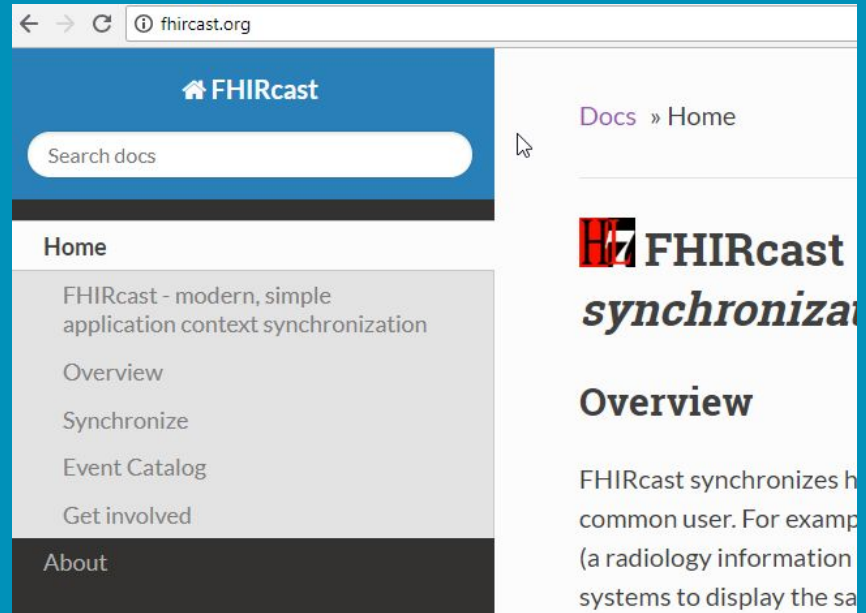 fhircast.org
FHIRcast
Search docs
Home
FHIRcast - modern, simple
application context synchronization
Overview
Synchronize
Event Catalog
Get involved
About
Docs » Home
HL7 FHIRcast
synchronizat
Overview
FHIRcast synchronizes h
common user. For examp
(a radiology information
systems to display the sa